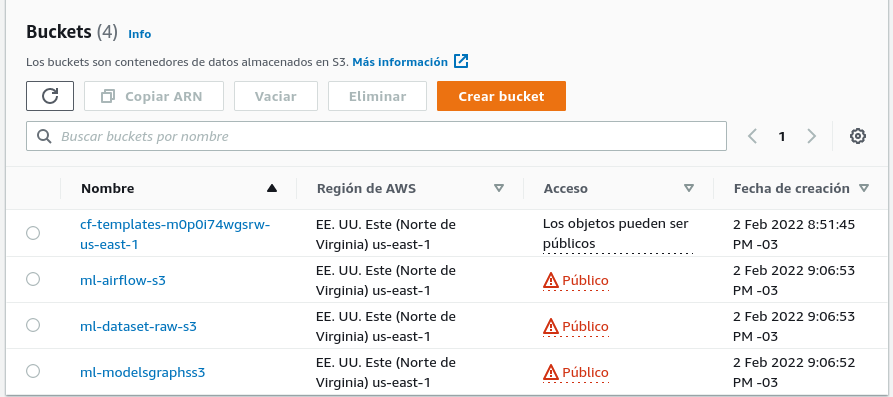 Buckets (4) Info
Los buckets son contenedores de datos almacenados en S3. Más información
Copiar ARN Vaciar Eliminar Crear bucket
Buscar buckets por nombre 1
Nombre Región de AWS Acceso Fecha de creación
cf-templates-m0p0i74wgsrw- EE. UU. Este (Norte de Los objetos pueden ser 2 Feb 2022 8:51:45
us-east-1 Virginia) us-east-1 públicos PM -03
ml-airflow-s3 EE. UU. Este (Norte de Público 2 Feb 2022 9:06:53
Virginia) us-east-1 PM -03
ml-dataset-raw-s3 EE. UU. Este (Norte de Público 2 Feb 2022 9:06:53
Virginia) us-east-1 PM -03
ml-modelsgraphss3 EE. UU. Este (Norte de Público 2 Feb 2022 9:06:52
Virginia) us-east-1 PM -03